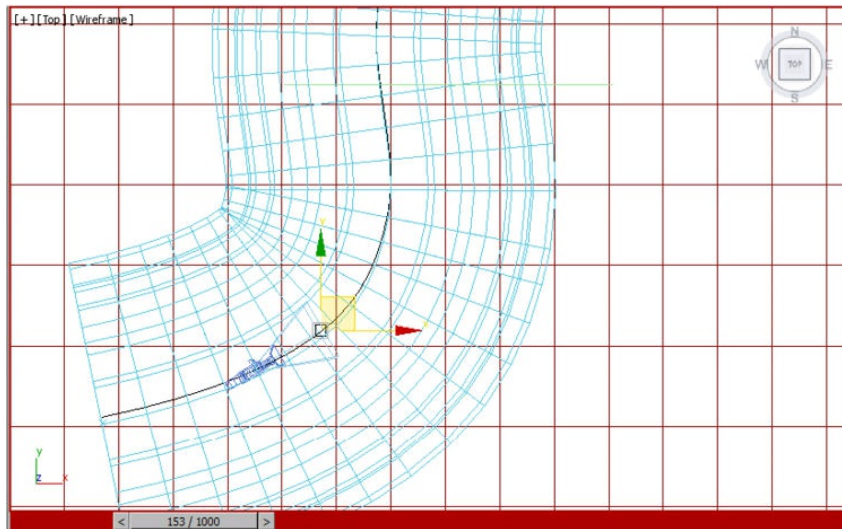 [+] [Top] [Wireframe]
N
W TOP E
S
y
x
y
z x
< 153 / 1000 >